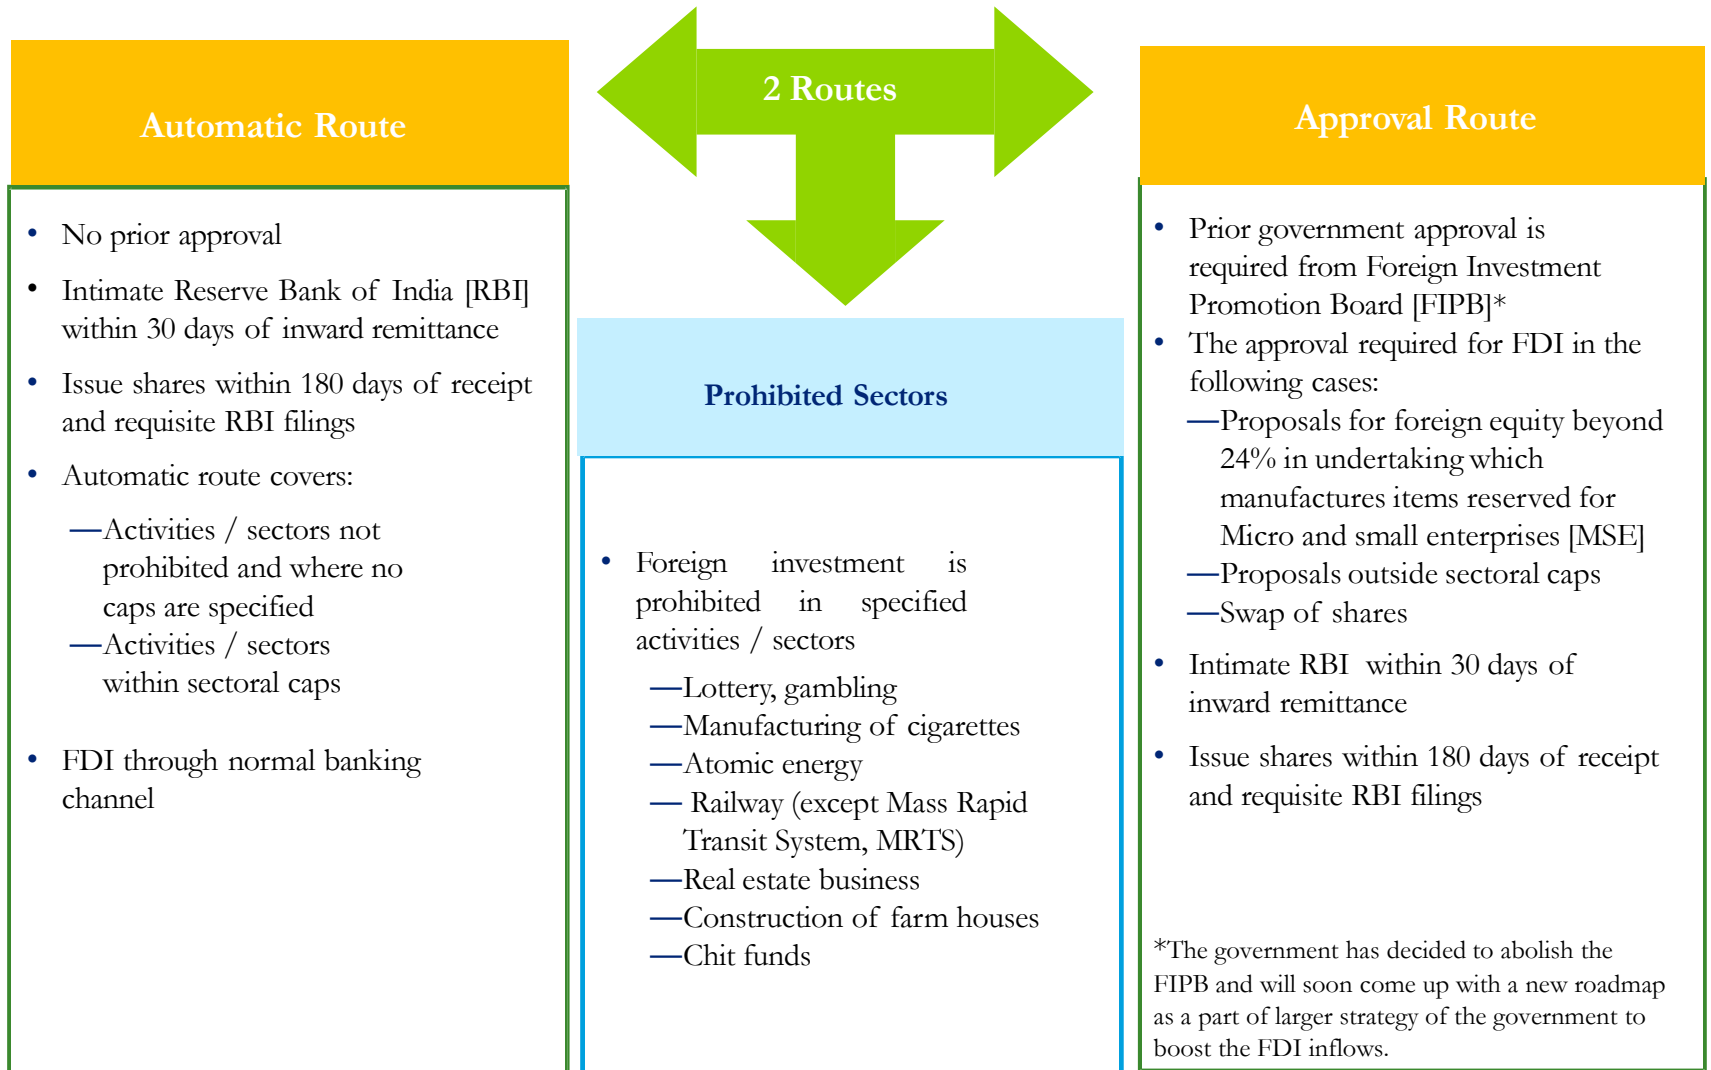 2 Routes
Automatic Route
• No prior approval
• Intimate Reserve Bank of India [RBI]
within 30 days of inward remittance
• Issue shares within 180 days of receipt
and requisite RBI filings
• Automatic route covers:
—Activities / sectors not
prohibited and where no
caps are specified
—Activities / sectors
within sectoral caps
• FDI through normal banking
channel
Prohibited Sectors
• Foreign investment is
prohibited in specified
activities / sectors
—Lottery, gambling
—Manufacturing of cigarettes
—Atomic energy
— Railway (except Mass Rapid
Transit System, MRTS)
—Real estate business
—Construction of farm houses
—Chit funds
Approval Route
• Prior government approval is
required from Foreign Investment
Promotion Board [FIPB]*
• The approval required for FDI in the
following cases:
—Proposals for foreign equity beyond
24% in undertaking which
manufactures items reserved for
Micro and small enterprises [MSE]
—Proposals outside sectoral caps
—Swap of shares
• Intimate RBI within 30 days of
inward remittance
• Issue shares within 180 days of receipt
and requisite RBI filings
*The government has decided to abolish the
FIPB and will soon come up with a new roadmap
as a part of larger strategy of the government to
boost the FDI inflows.